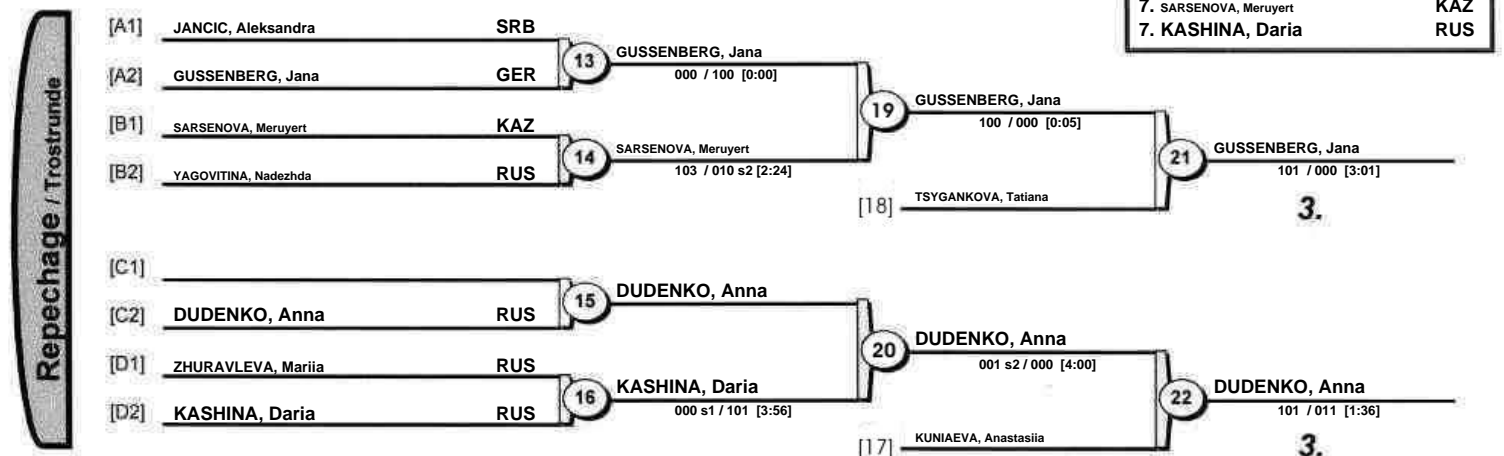 7. SARSENOVA, Meruyert KAZ
7. KASHINA, Daria RUS
Repechage / Trostrunde
[A1] JANCIC, Aleksandra SRB
13 GUSSENBERG, Jana
000 / 100 [0:00]
[A2] GUSSENBERG, Jana GER
19 GUSSENBERG, Jana
100 / 000 [0:05]
[B1] SARSENOVA, Meruyert KAZ
14 SARSENOVA, Meruyert
103 / 010 s2 [2:24]
[B2] YAGOVITINA, Nadezhda RUS
21 GUSSENBERG, Jana
101 / 000 [3:01]
[18] TSYGANKOVA, Tatiana
3.
[C1]
15 DUDENKO, Anna
[C2] DUDENKO, Anna RUS
20 DUDENKO, Anna
001 s2 / 000 [4:00]
[D1] ZHURAVLEVA, Mariia RUS
16 KASHINA, Daria
000 s1 / 101 [3:56]
[D2] KASHINA, Daria RUS
22 DUDENKO, Anna
101 / 011 [1:36]
[17] KUNIAEVA, Anastasiia
3.